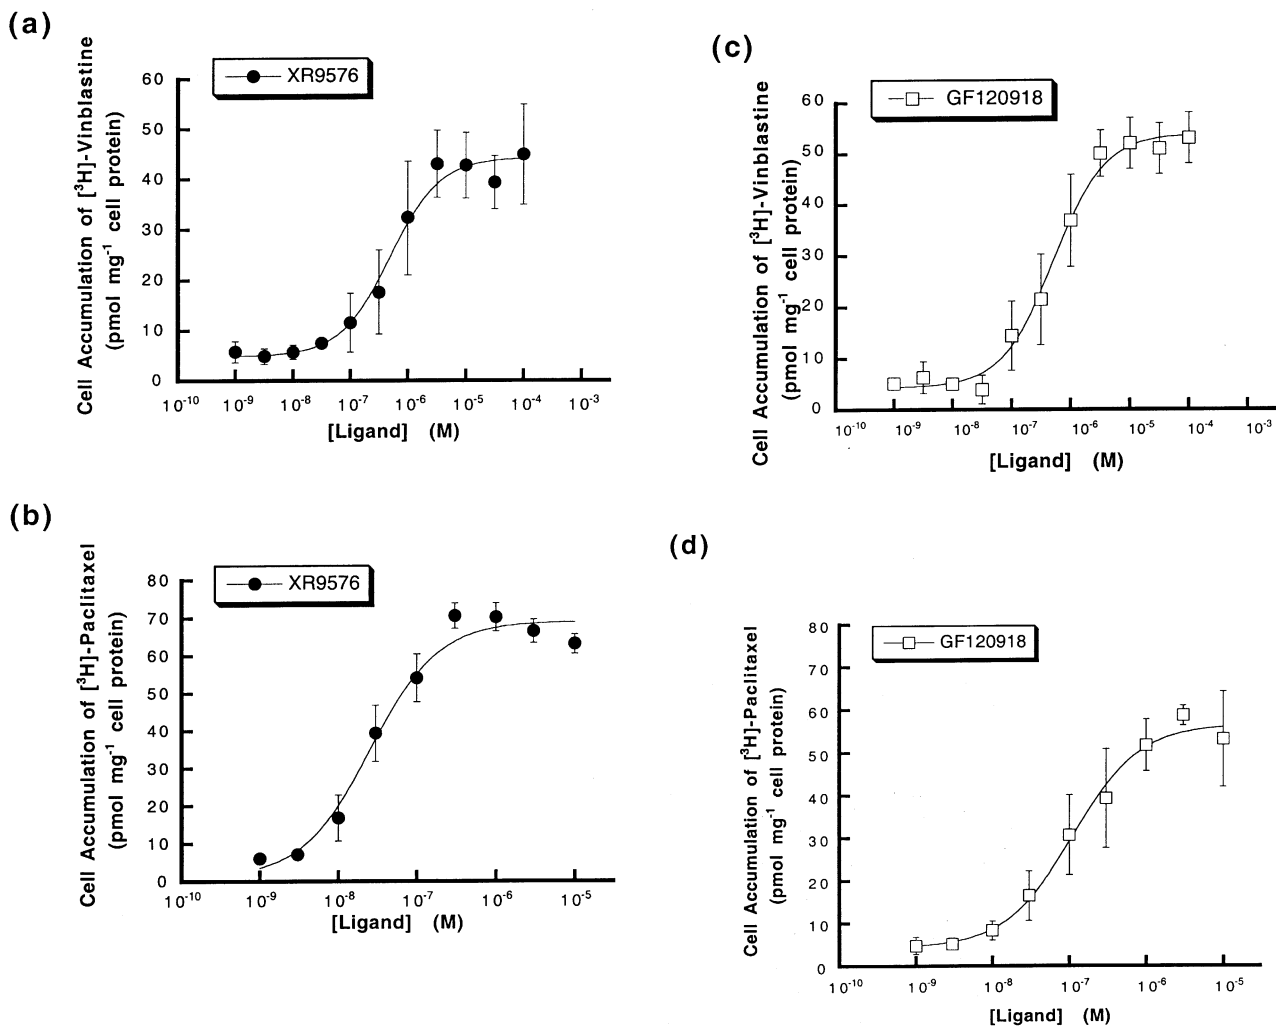 (a)
XR9576
Cell Accumulation of [³H]-Vinblastine
(pmol mg⁻¹ cell protein)
60
50
40
30
20
10
0
10⁻¹⁰ 10⁻⁹ 10⁻⁸ 10⁻⁷ 10⁻⁶ 10⁻⁵ 10⁻⁴ 10⁻³
[Ligand] (M)
(c)
GF120918
Cell Accumulation of [³H]-Vinblastine
(pmol mg⁻¹ cell protein)
60
50
40
30
20
10
0
10⁻¹⁰ 10⁻⁹ 10⁻⁸ 10⁻⁷ 10⁻⁶ 10⁻⁵ 10⁻⁴ 10⁻³
[Ligand] (M)
(b)
XR9576
Cell Accumulation of [³H]-Paclitaxel
(pmol mg⁻¹ cell protein)
80
70
60
50
40
30
20
10
0
10⁻¹⁰ 10⁻⁹ 10⁻⁸ 10⁻⁷ 10⁻⁶ 10⁻⁵
[Ligand] (M)
(d)
GF120918
Cell Accumulation of [³H]-Paclitaxel
(pmol mg⁻¹ cell protein)
80
70
60
50
40
30
20
10
0
10⁻¹⁰ 10⁻⁹ 10⁻⁸ 10⁻⁷ 10⁻⁶ 10⁻⁵
[Ligand] (M)